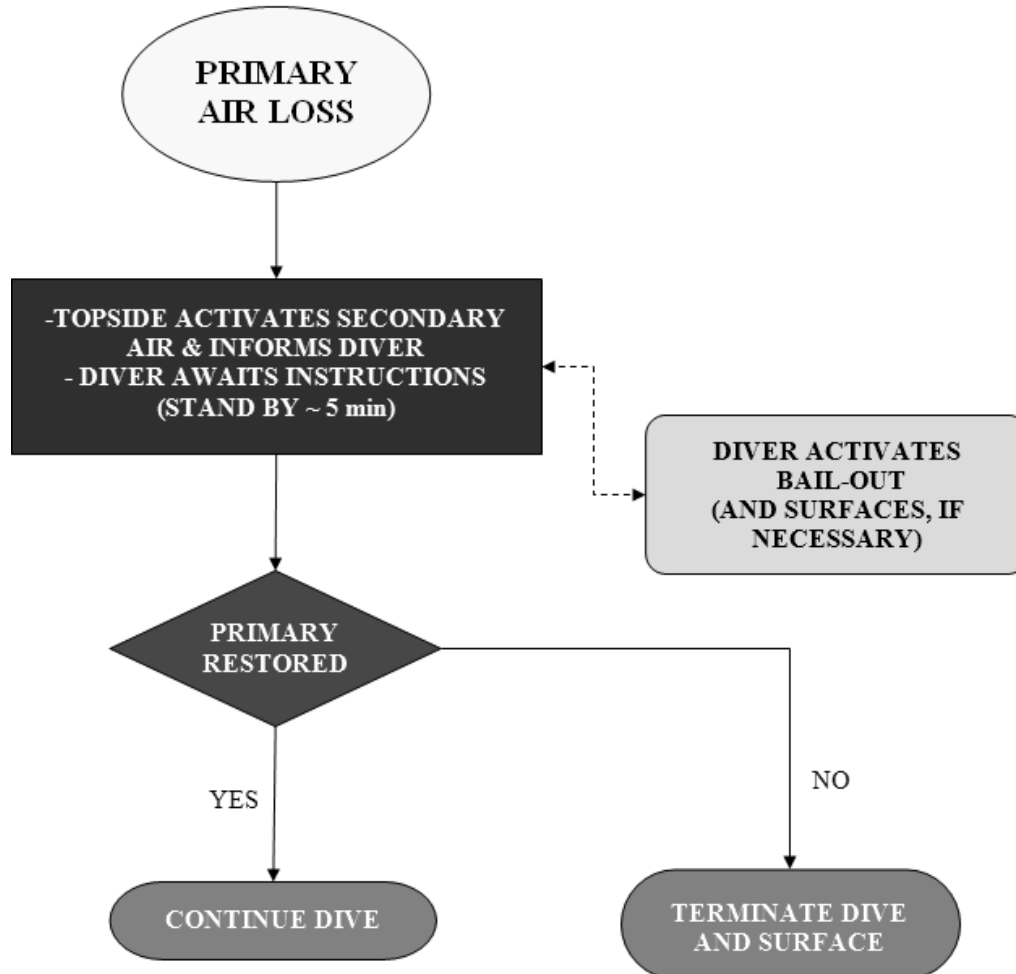 PRIMARY
AIR LOSS
-TOPSIDE ACTIVATES SECONDARY
AIR & INFORMS DIVER
- DIVER AWAITS INSTRUCTIONS
(STAND BY ~ 5 min)
DIVER ACTIVATES
BAIL-OUT
(AND SURFACES, IF
NECESSARY)
PRIMARY
RESTORED
YES
NO
CONTINUE DIVE
TERMINATE DIVE
AND SURFACE